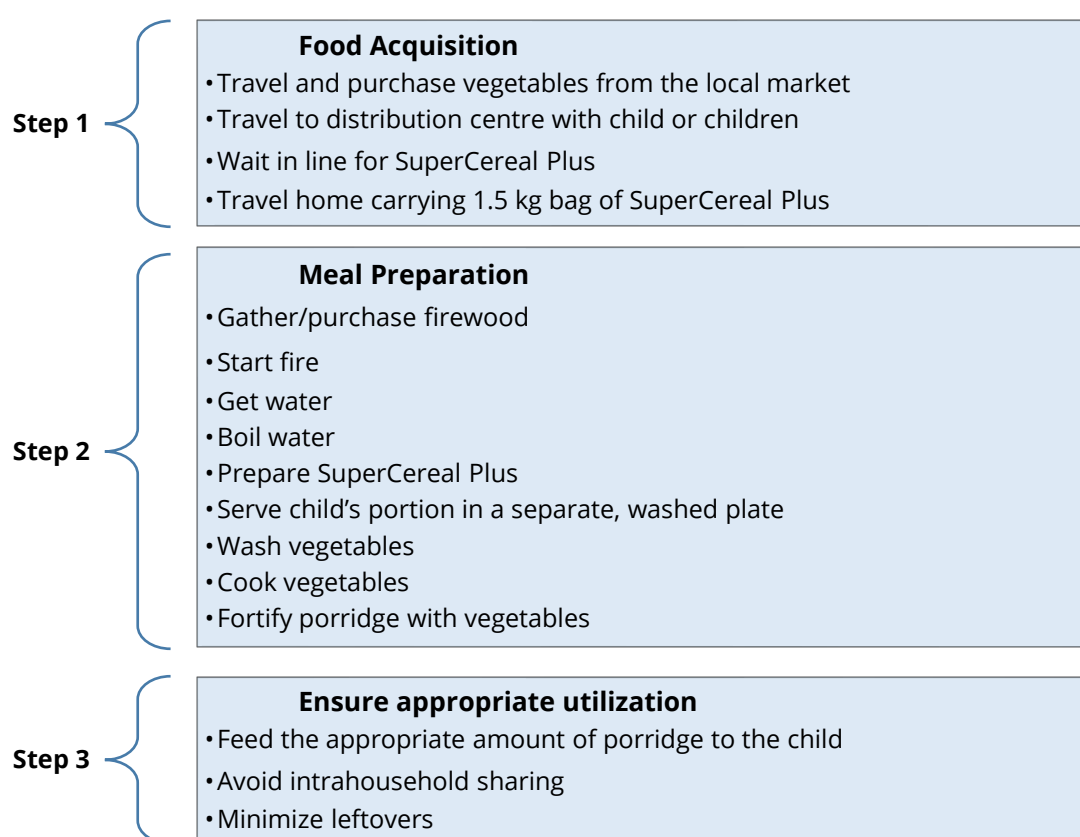 Step 1
Food Acquisition
•Travel and purchase vegetables from the local market
•Travel to distribution centre with child or children
•Wait in line for SuperCereal Plus
•Travel home carrying 1.5 kg bag of SuperCereal Plus
Step 2
Meal Preparation
•Gather/purchase firewood
•Start fire
•Get water
•Boil water
•Prepare SuperCereal Plus
•Serve child’s portion in a separate, washed plate
•Wash vegetables
•Cook vegetables
•Fortify porridge with vegetables
Step 3
Ensure appropriate utilization
•Feed the appropriate amount of porridge to the child
•Avoid intrahousehold sharing
•Minimize leftovers